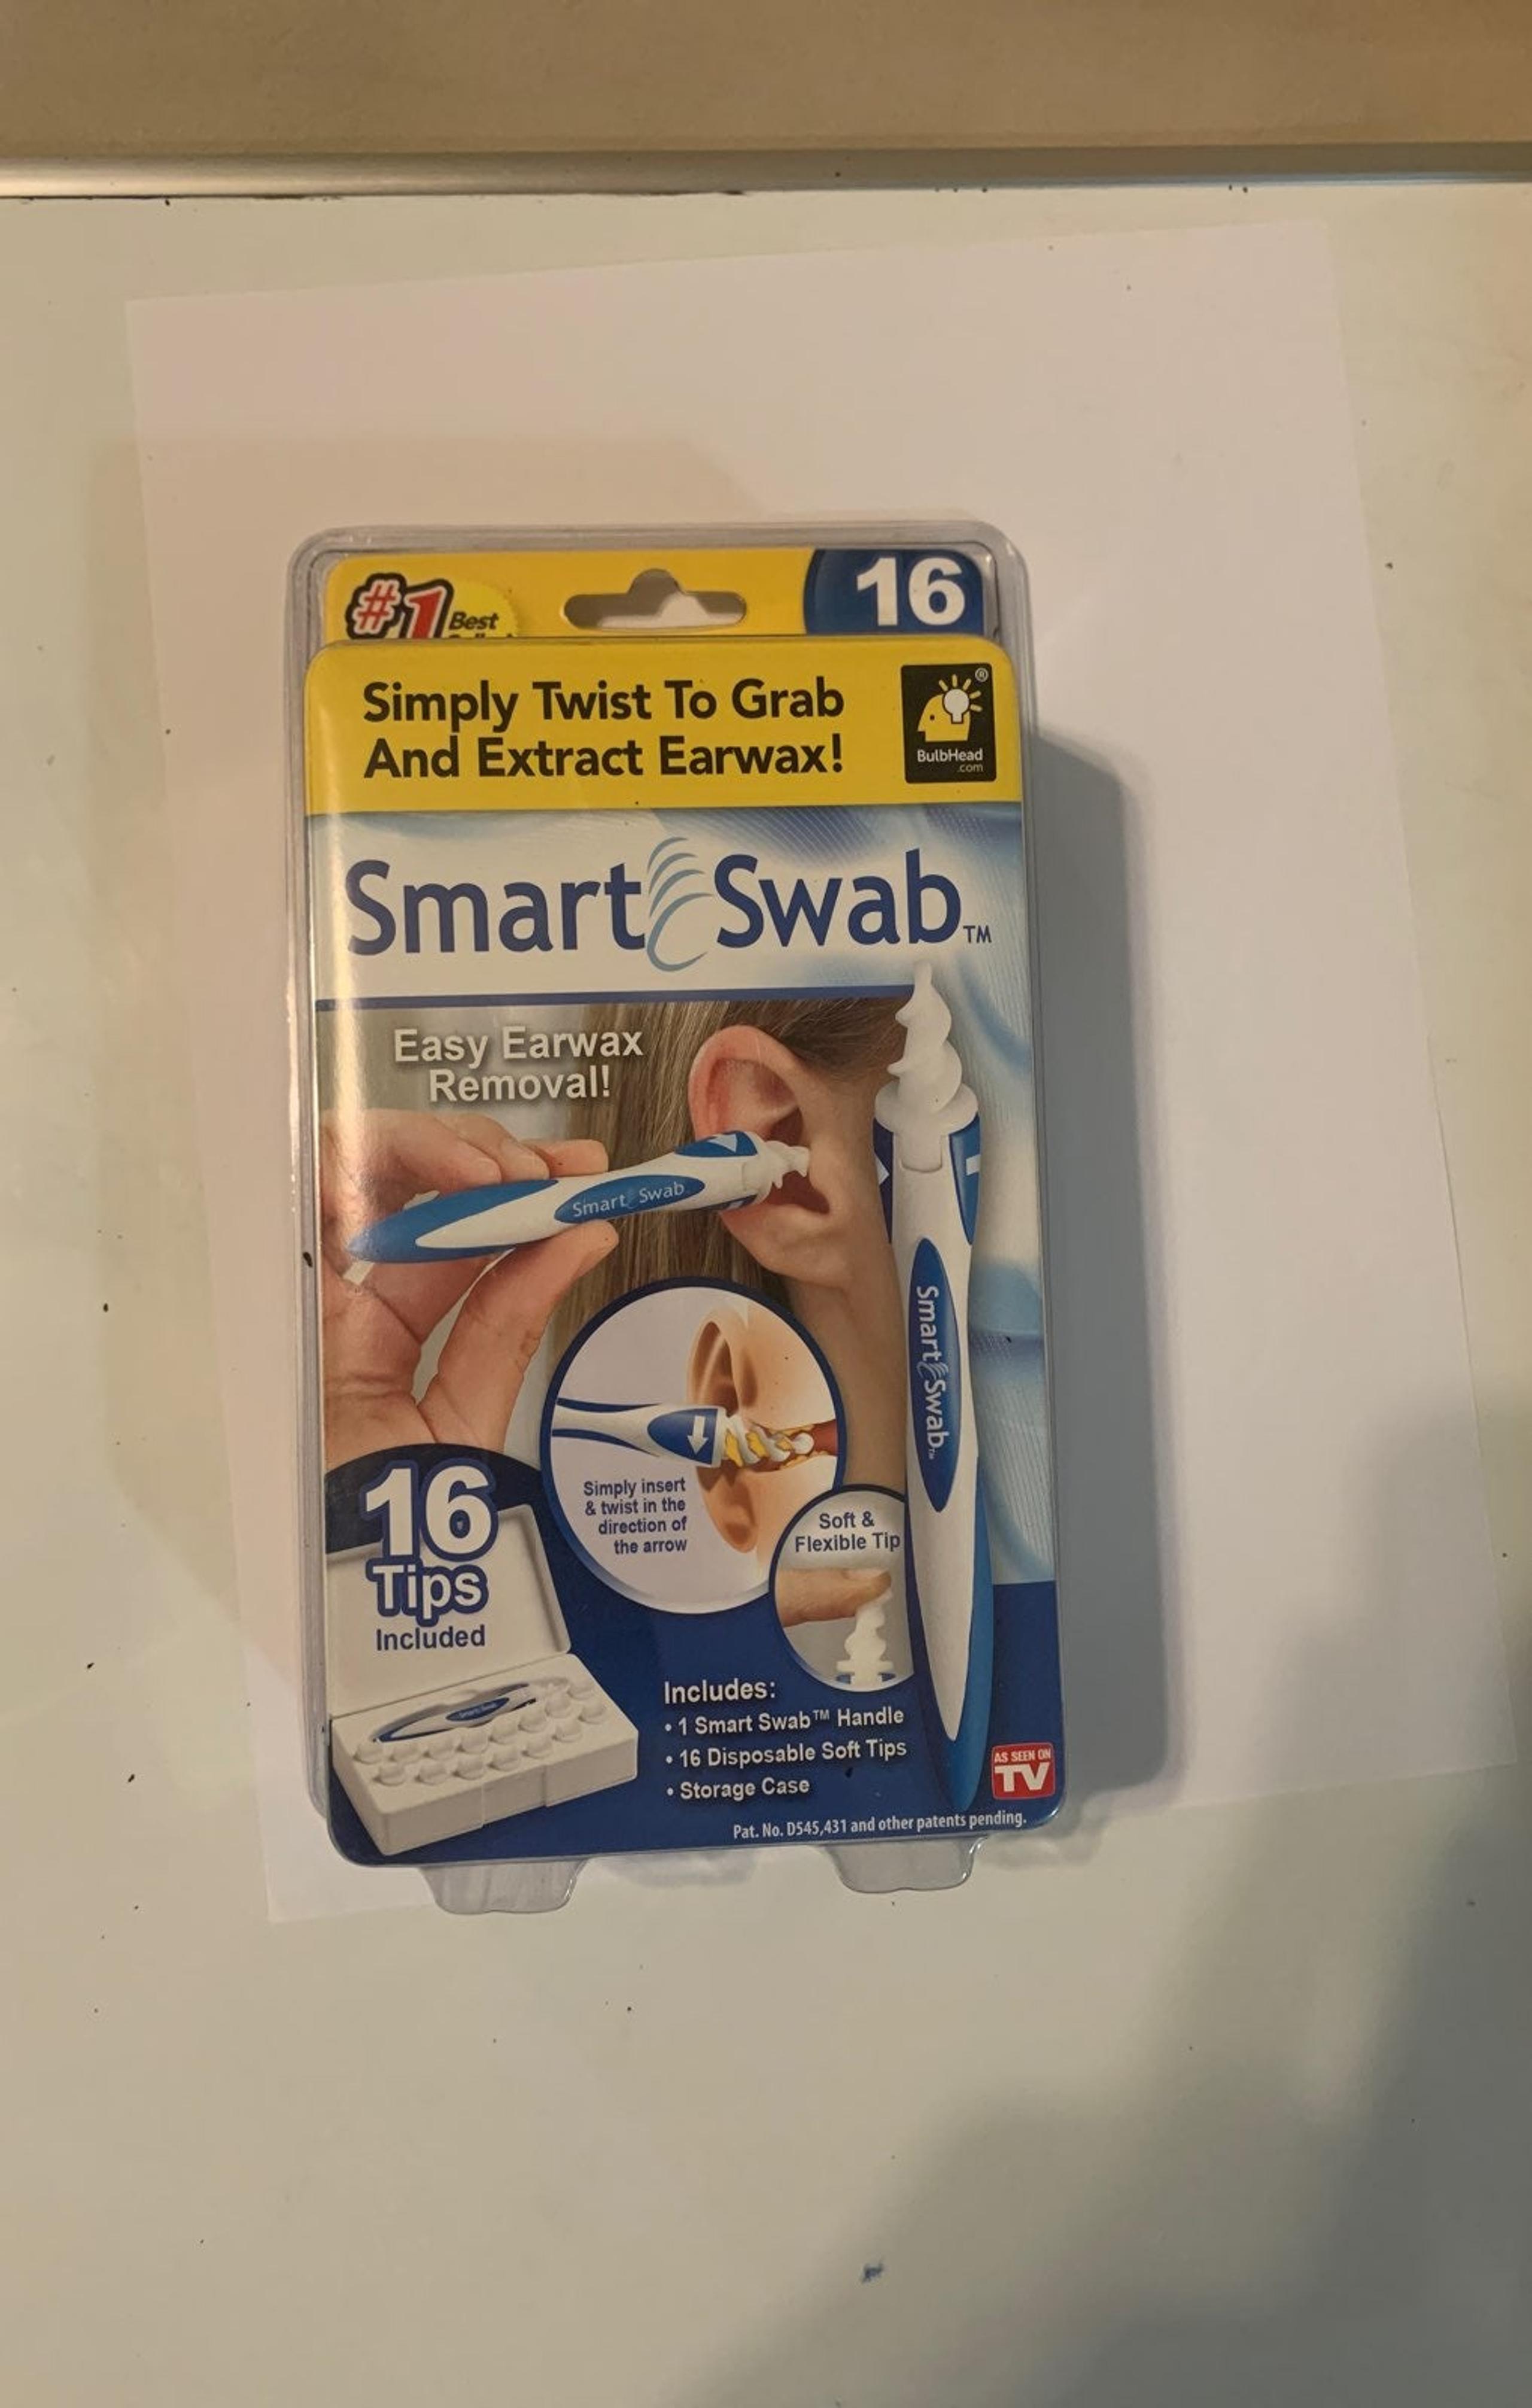 #1 Best
16
Simply Twist To Grab
And Extract Earwax!
®
BulbHead
.com
Smart Swab™
Easy Earwax
Removal!
Smart Swab
Smart Swab™
Simply insert
& twist in the
direction of
the arrow
Soft &
Flexible Tip
16
Tips
Included
Includes:
• 1 Smart Swab™ Handle
• 16 Disposable Soft Tips
• Storage Case
AS SEEN ON
TV
Pat. No. D545,431 and other patents pending.